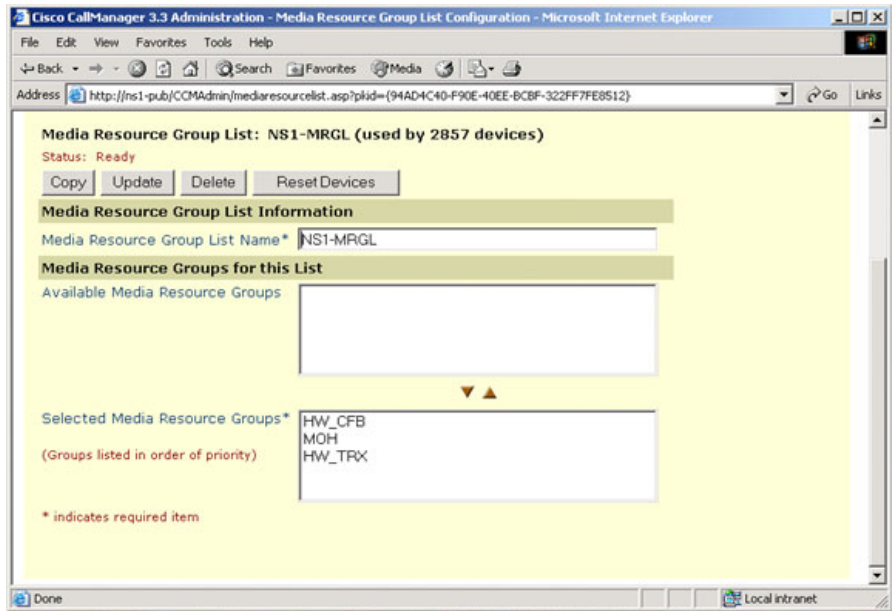 Cisco CallManager 3.3 Administration - Media Resource Group List Configuration - Microsoft Internet Explorer
File Edit View Favorites Tools Help
Back Search Favorites Media
Address http://ns1-pub/CCMAdmin/mediaresourcelist.asp?pkid={94AD4C40-F90E-40EE-BCBF-322FF7FE8512} Go Links
Media Resource Group List: NS1-MRGL (used by 2857 devices)
Status: Ready
Copy Update Delete Reset Devices
Media Resource Group List Information
Media Resource Group List Name* NS1-MRGL
Media Resource Groups for this List
Available Media Resource Groups
Selected Media Resource Groups* HW_CFB
MOH
(Groups listed in order of priority) HW_TRX
* indicates required item
Done Local intranet